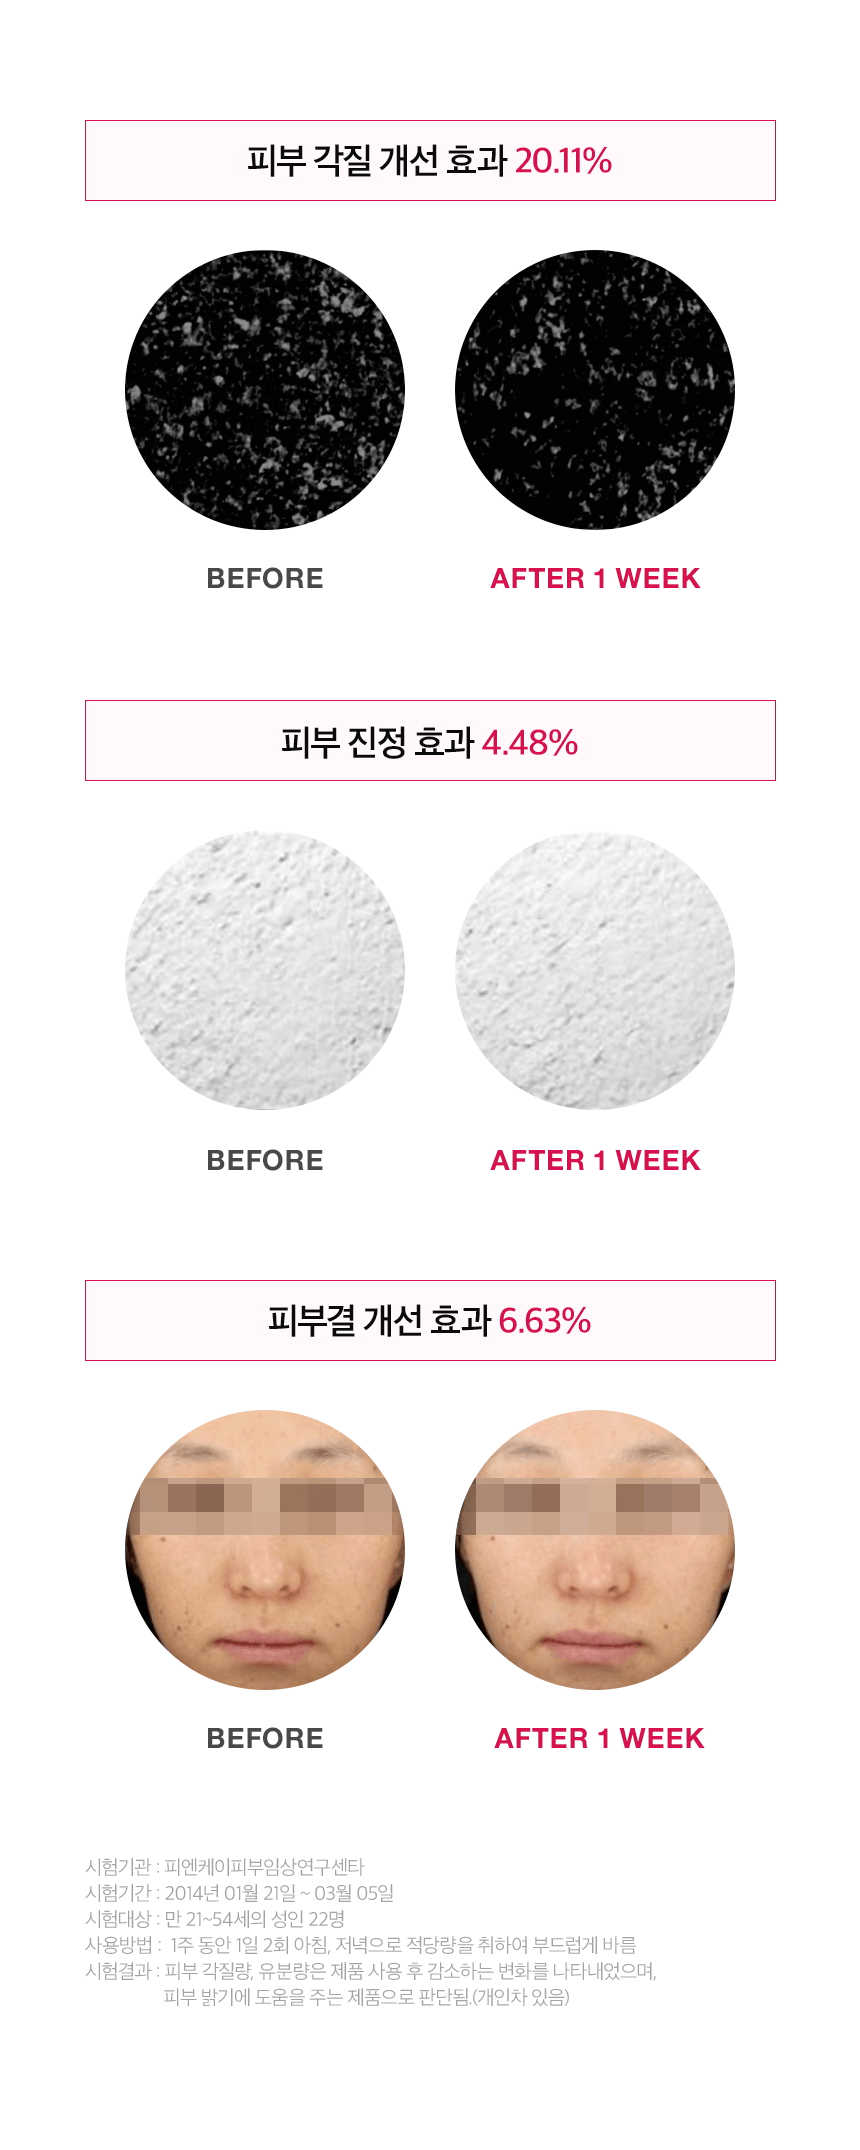 피부 각질 개선 효과 20.11%
BEFORE
AFTER 1 WEEK
피부 진정 효과 4.48%
BEFORE
AFTER 1 WEEK
피부결 개선 효과 6.63%
BEFORE
AFTER 1 WEEK
시험기관 : 피엔케이피부임상연구센타
시험기간 : 2014년 01월 21일 ~ 03월 05일
시험대상 : 만 21~54세의 성인 22명
사용방법 : 1주 동안 1일 2회 아침, 저녁으로 적당량을 취하여 부드럽게 바름
시험결과 : 피부 각질량, 유분량은 제품 사용 후 감소하는 변화를 나타내었으며,
피부 밝기에 도움을 주는 제품으로 판단됨.(개인차 있음)